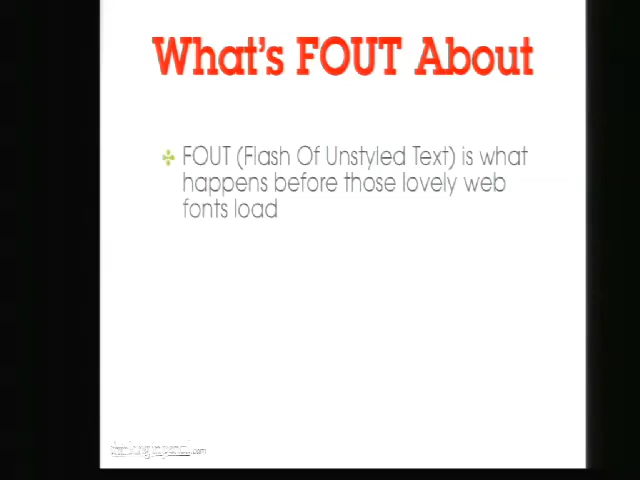 What's FOUT About
FOUT (Flash Of Unstyled Text) is what
happens before those lovely web
fonts load